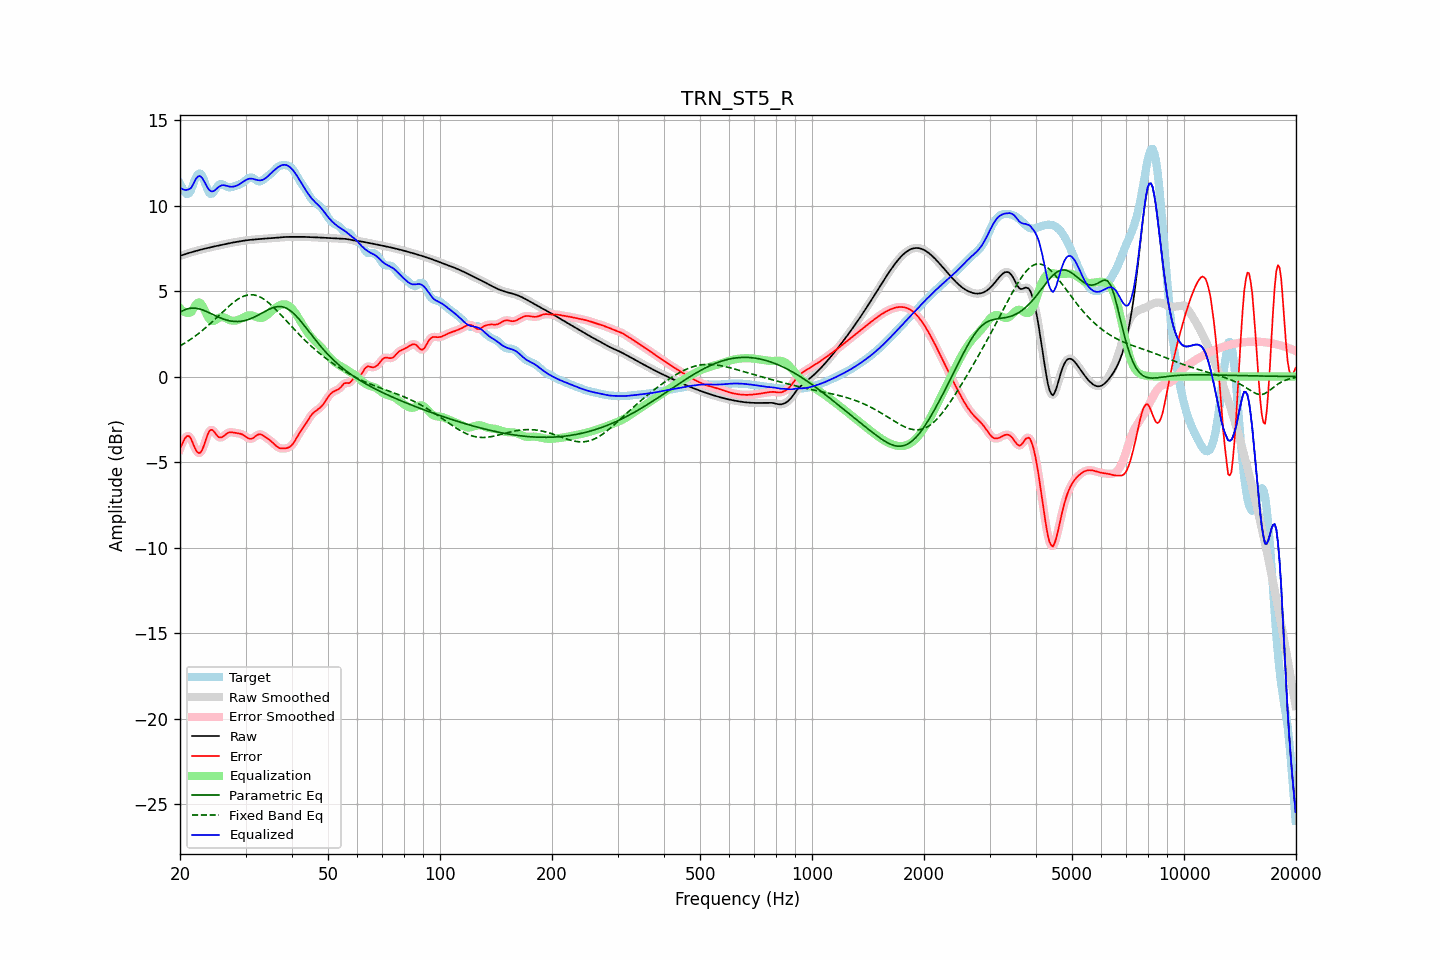 TRN_ST5_R
15
10
5
0
−5
−10
−15
−20
−25
Amplitude (dBr)
Target
Raw Smoothed
Error Smoothed
Raw
Error
Equalization
Parametric Eq
Fixed Band Eq
Equalized
20 50 100 200 500 1000 2000 5000 10000 20000
Frequency (Hz)